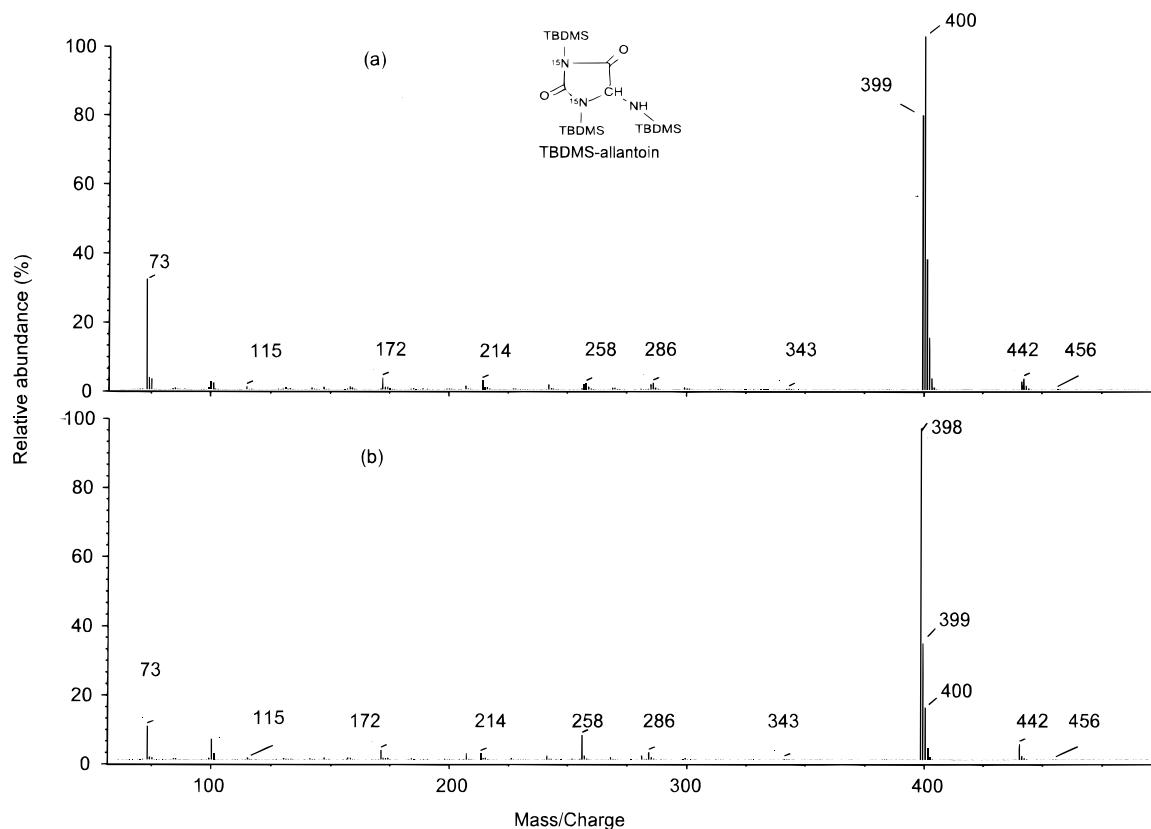 (a)
TBDMS
15N
O
O
15N
CH
NH
TBDMS
TBDMS
TBDMS-allantoin
Relative abundance (%)
100
80
60
40
20
0
73
115
172
214
258
286
343
399
400
442
456
(b)
100
80
60
40
20
0
73
115
172
214
258
286
343
398
399
400
442
456
100
200
300
400
Mass/Charge